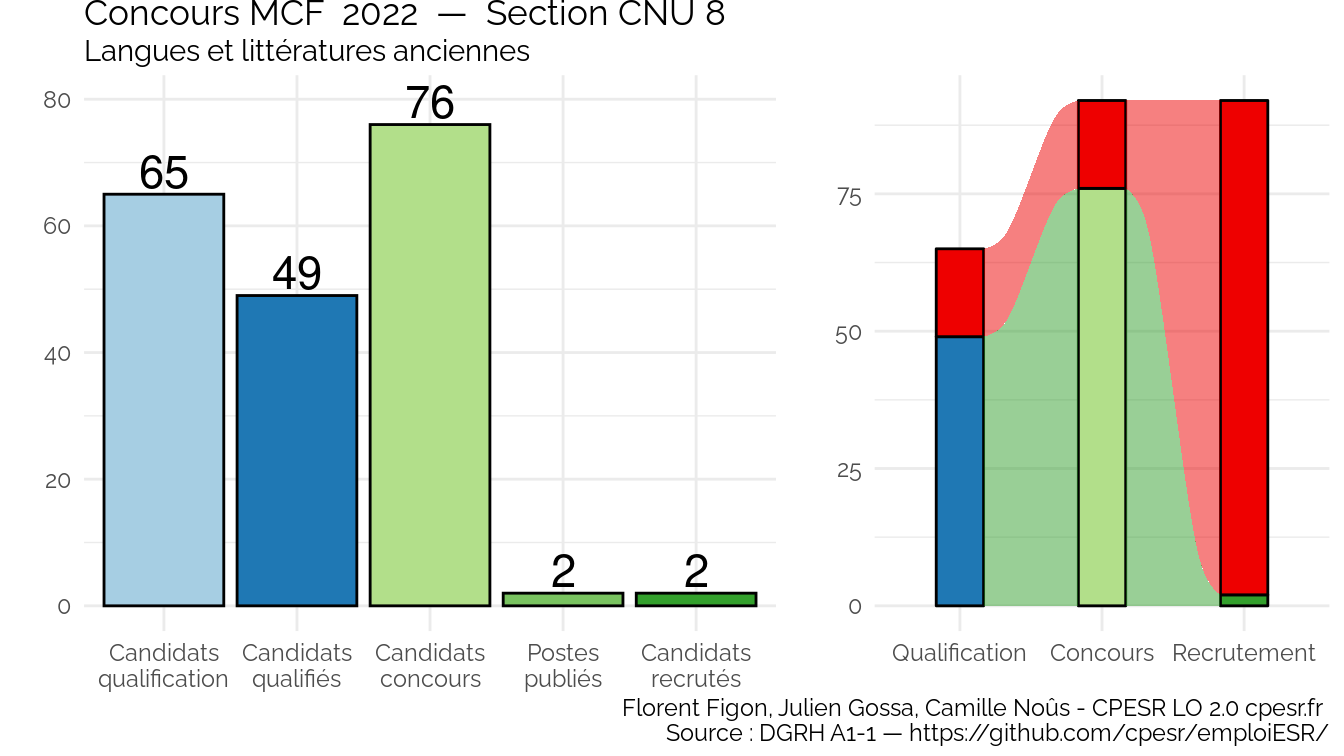 Concours MCF 2022 — Section CNU 8
Langues et littératures anciennes
80
60
40
20
0
65
49
76
2
2
Candidats qualification
Candidats qualifiés
Candidats concours
Postes publiés
Candidats recrutés
75
50
25
0
Qualification
Concours
Recrutement
Florent Figon, Julien Gossa, Camille Noûs - CPESR LO 2.0 cpesr.fr
Source : DGRH A1-1 — https://github.com/cpesr/emploiESR/